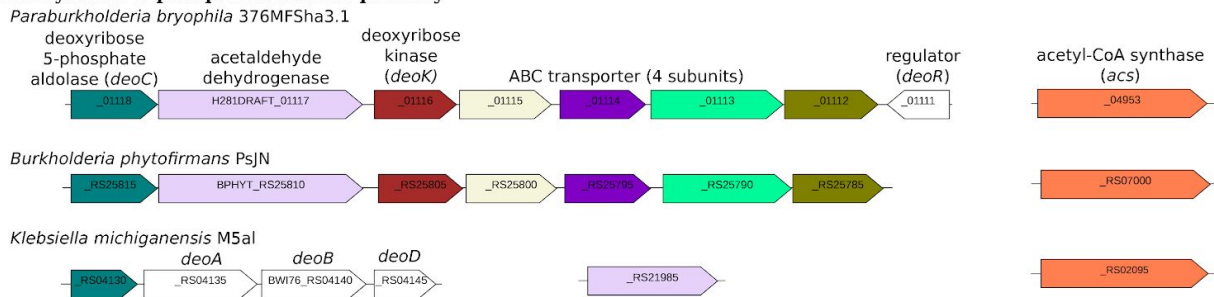 Paraburkholderia bryophila 376MFSha3.1
deoxyribose
5-phosphate
aldolase (deoC)
acetaldehyde
dehydrogenase
deoxyribose
kinase
(deoK)
ABC transporter (4 subunits)
regulator
(deoR)
acetyl-CoA synthase
(acs)
_01118
H281DRAFT_01117
_01116
_01115
_01114
_01113
_01112
_01111
_04953
Burkholderia phytofirmans PsJN
_RS25815
BPHYT_RS25810
_RS25805
_RS25800
_RS25795
_RS25790
_RS25785
_RS07000
Klebsiella michiganensis M5al
deoA
deoB
deoD
_RS04130
_RS04135
BWI76_RS04140
_RS04145
_RS21985
_RS02095